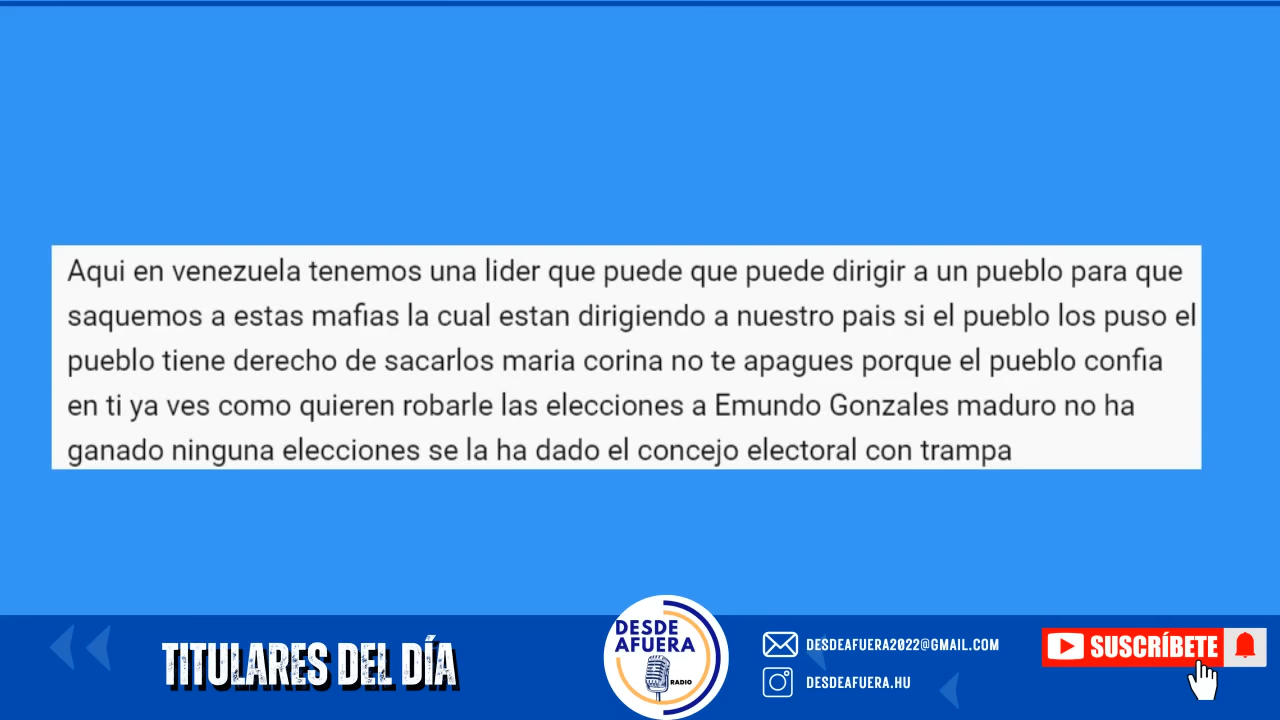 Aqui en venezuela tenemos una lider que puede que puede dirigir a un pueblo para que
saquemos a estas mafias la cual estan dirigiendo a nuestro pais si el pueblo los puso el
pueblo tiene derecho de sacarlos maria corina no te apagues porque el pueblo confia
en ti ya ves como quieren robarle las elecciones a Emundo Gonzales maduro no ha
ganado ninguna elecciones se la ha dado el concejo electoral con trampa
TITULARES DEL DÍA
DESDE
AFUERA
RADIO
DESDEAFUERA2022@GMAIL.COM
DESDEAFUERA.HU
SUSCRÍBETE